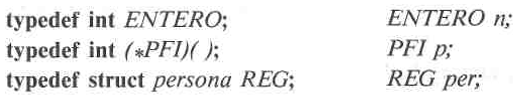 typedef int ENTERO; ENTERO n;
typedef int (*PFI)( ); PFI p;
typedef struct persona REG; REG per;